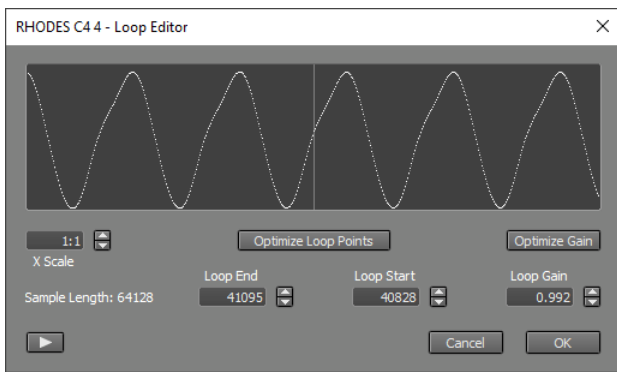 RHODES C4 4 - Loop Editor
1:1
Optimize Loop Points
Optimize Gain
X Scale
Loop End
Loop Start
Loop Gain
Sample Length: 64128
41095
40828
0.992
Cancel
OK